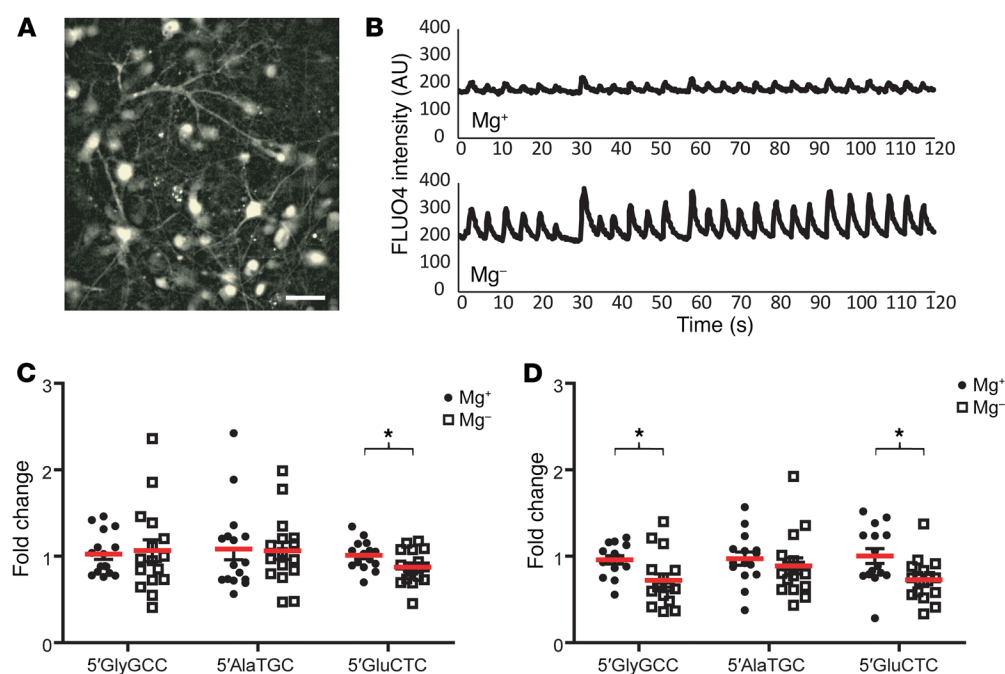 A
B
FLUO4 intensity (AU)
400
300
200
100
0
Mg⁺
0 10 20 30 40 50 60 70 80 90 100 110 120
400
300
200
100
0
Mg⁻
0 10 20 30 40 50 60 70 80 90 100 110 120
Time (s)
C
Fold change
3
2
1
0
Mg⁺
Mg⁻
*
5′GlyGCC 5′AlaTGC 5′GluCTC
D
Fold change
3
2
1
0
Mg⁺
Mg⁻
* *
5′GlyGCC 5′AlaTGC 5′GluCTC